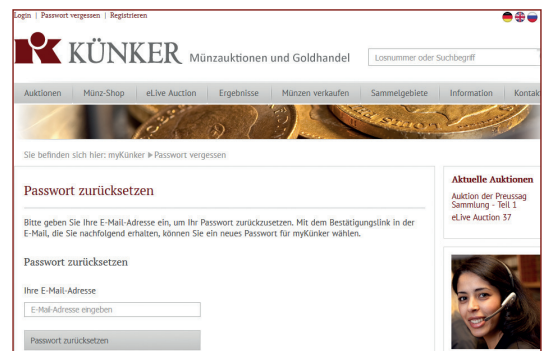 Login | Passwort vergessen | Registrieren
KÜNKER Münzauktionen und Goldhandel
Losnummer oder Suchbegriff
Auktionen Münz-Shop eLive Auction Ergebnisse Münzen verkaufen Sammelgebiete Information Kontakt
Sie befinden sich hier: myKünker ▶ Passwort vergessen
Passwort zurücksetzen
Bitte geben Sie Ihre E-Mail-Adresse ein, um Ihr Passwort zurückzusetzen. Mit dem Bestätigungslink in der
E-Mail, die Sie nachfolgend erhalten, können Sie ein neues Passwort für myKünker wählen.
Passwort zurücksetzen
Ihre E-Mail-Adresse
E-Mail-Adresse eingeben
Passwort zurücksetzen
Aktuelle Auktionen
Auktion der Preussag
Sammlung - Teil 1
eLive Auction 37